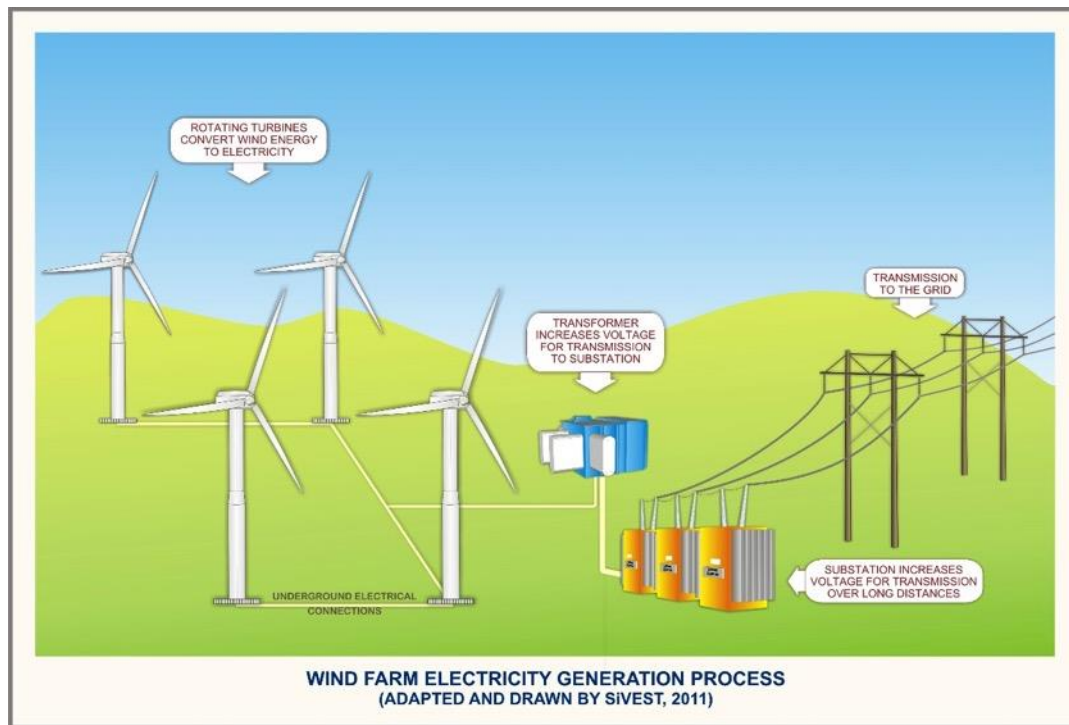 ROTATING TURBINES
CONVERT WIND ENERGY
TO ELECTRICITY
TRANSMISSION
TO THE GRID
TRANSFORMER
INCREASES VOLTAGE
FOR TRANSMISSION
TO SUBSTATION
SUBSTATION INCREASES
VOLTAGE FOR TRANSMISSION
OVER LONG DISTANCES
UNDERGROUND ELECTRICAL
CONNECTIONS
WIND FARM ELECTRICITY GENERATION PROCESS
(ADAPTED AND DRAWN BY SiVEST, 2011)